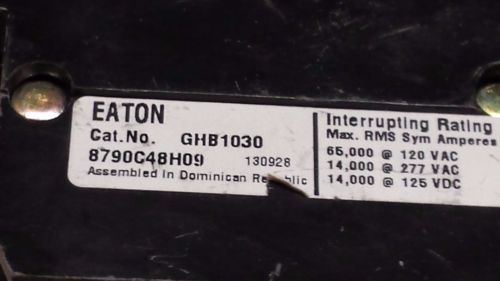 EATON
Cat.No. GHB1030
8790C48H09 130928
Assembled in Dominican
Interrupting Rating
Max. RMS Sym Amperes
65,000 @ 120 VAC
14,000 @ 277 VAC
14,000 @ 125 VDC